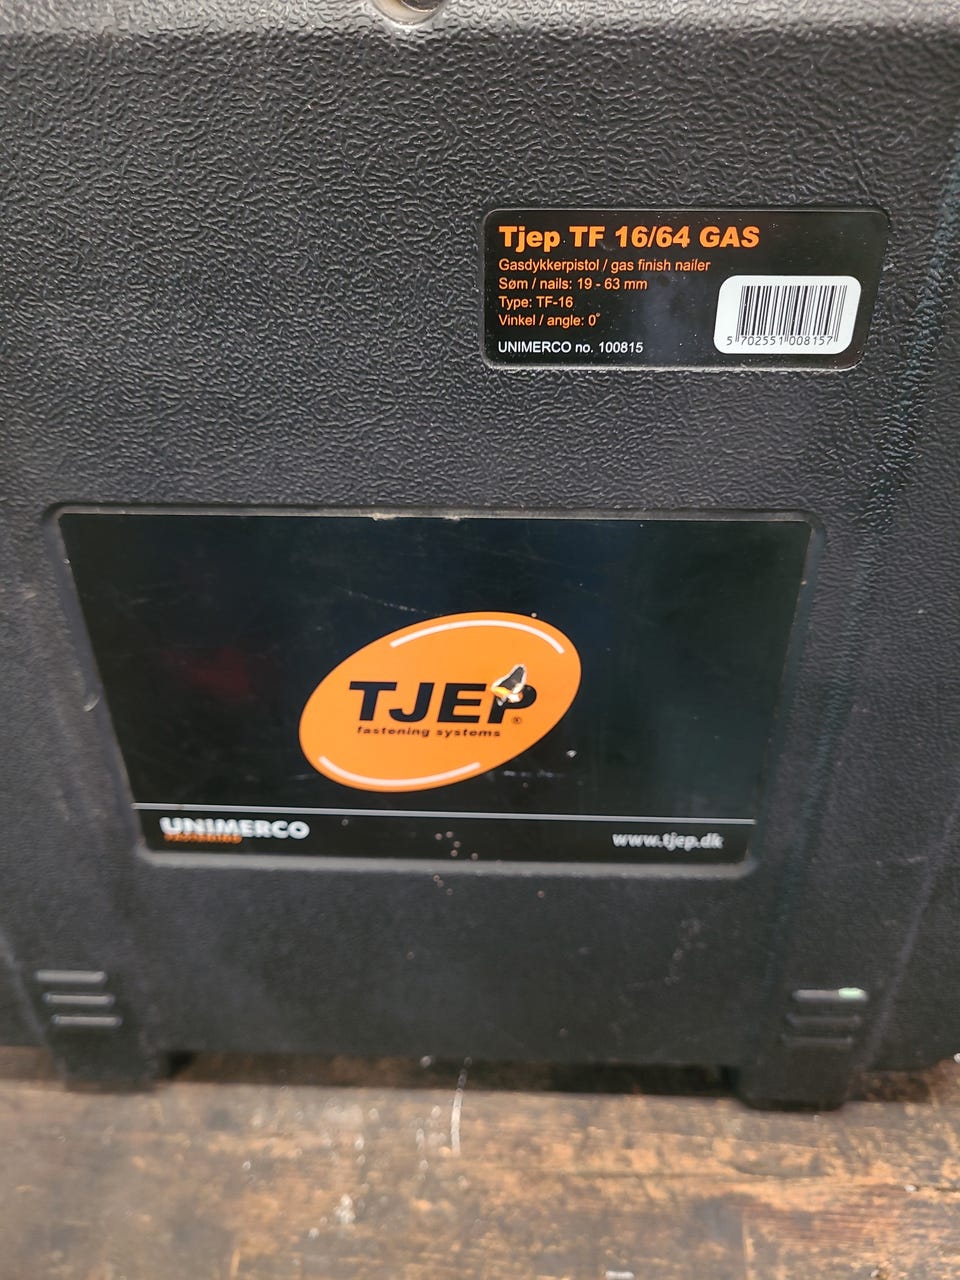 Tjep TF 16/64 GAS
Gasdykkerpistol / gas finish nailer
Søm / nails: 19 - 63 mm
Type: TF-16
Vinkel / angle: 0°
UNIMERCO no. 100815
5 702551 008157
TJEP®
fastening systems
UNIMERCO
FASTENING
www.tjep.dk